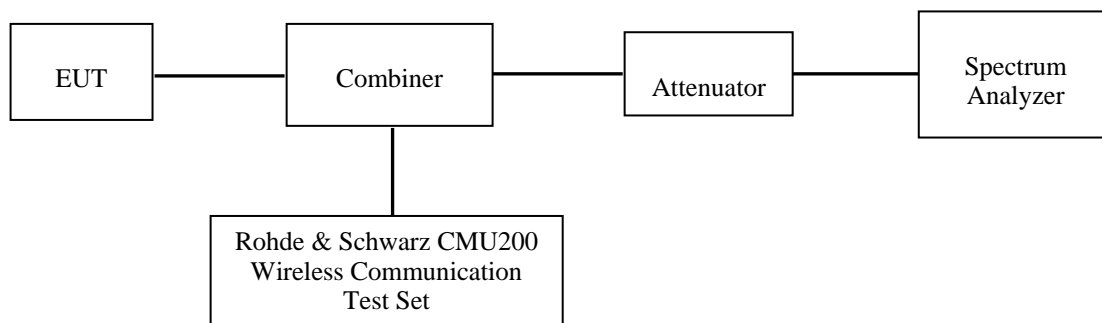 EUT
Combiner
Attenuator
Spectrum
Analyzer
Rohde & Schwarz CMU200
Wireless Communication
Test Set